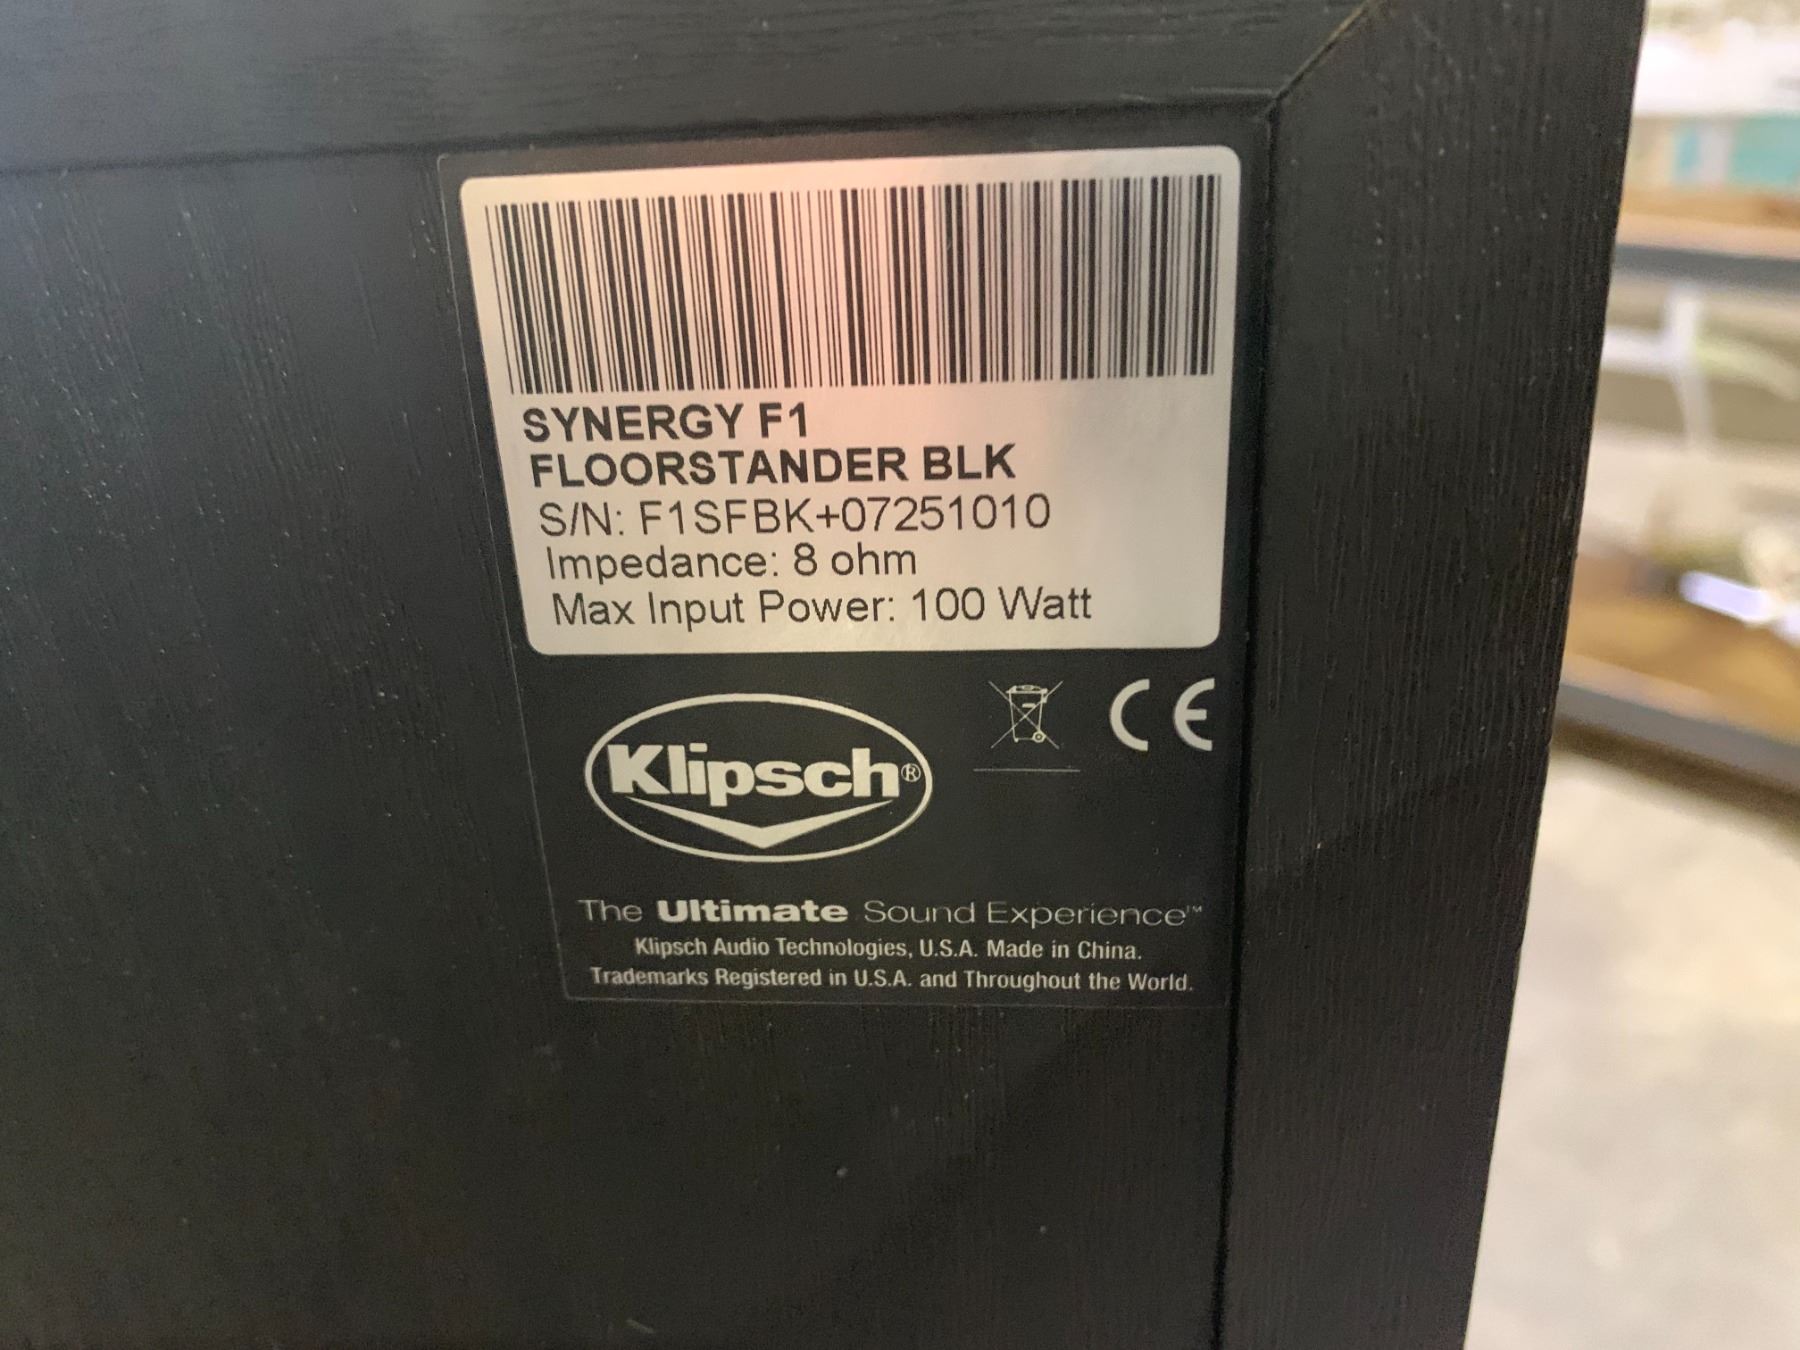 SYNERGY F1
FLOORSTANDER BLK
S/N: F1SFBK+07251010
Impedance: 8 ohm
Max Input Power: 100 Watt
CE
Klipsch®
The Ultimate Sound Experience™
Klipsch Audio Technologies, U.S.A. Made in China.
Trademarks Registered in U.S.A. and Throughout the World.